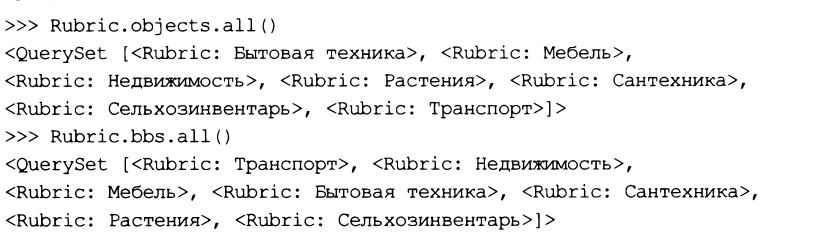 >>> Rubric.objects.all()
<QuerySet [<Rubric: Бытовая техника>, <Rubric: Мебель>,
<Rubric: Недвижимость>, <Rubric: Растения>, <Rubric: Сантехника>,
<Rubric: Сельхозинвентарь>, <Rubric: Транспорт>]>
>>> Rubric.bbs.all()
<QuerySet [<Rubric: Транспорт>, <Rubric: Недвижимость>,
<Rubric: Мебель>, <Rubric: Бытовая техника>, <Rubric: Сантехника>,
<Rubric: Растения>, <Rubric: Сельхозинвентарь>]>